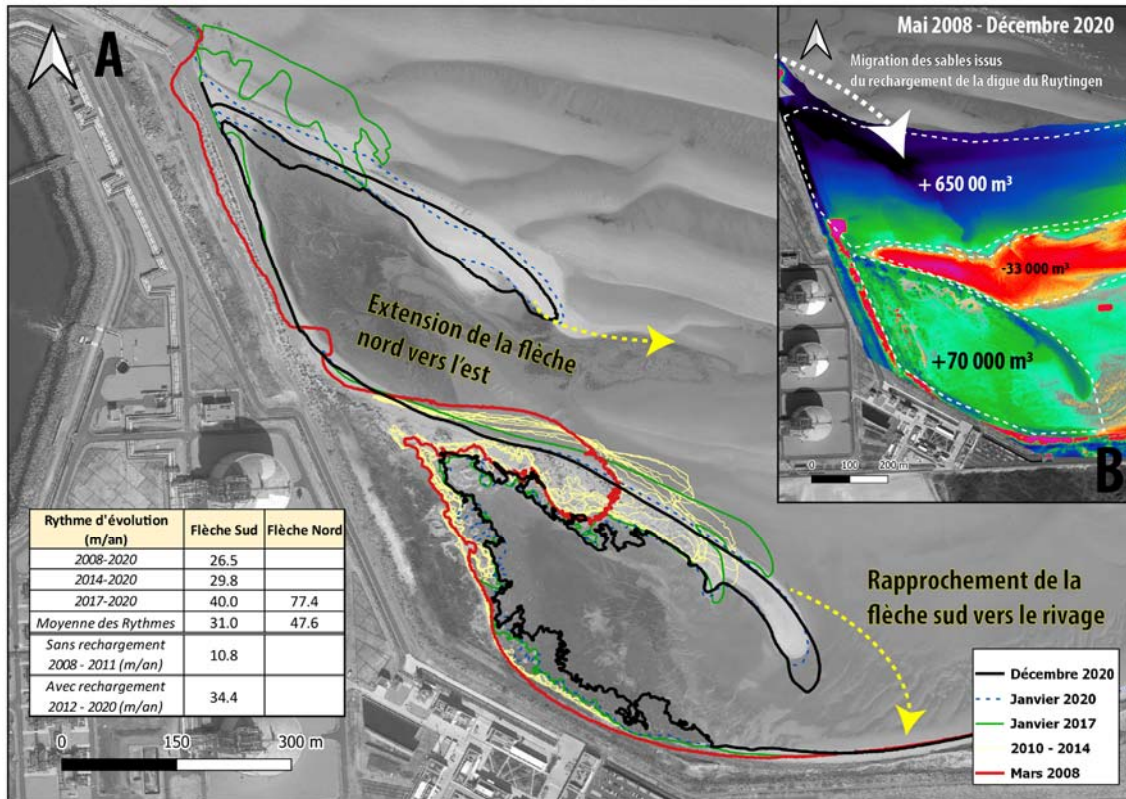 A
Extension de la flèche
nord vers l'est
Rapprochement de la
flèche sud vers le rivage
Rythme d'évolution
(m/an)
Flèche Sud
Flèche Nord
2008-2020
26.5
2014-2020
29.8
2017-2020
40.0
77.4
Moyenne des Rythmes
31.0
47.6
Sans rechargement
2008 - 2011 (m/an)
10.8
Avec rechargement
2012 - 2020 (m/an)
34.4
0
150
300 m
Mai 2008 - Décembre 2020
Migration des sables issus
du rechargement de la digue du Ruytingen
+ 650 00 m³
-33 000 m³
+70 000 m³
0
100
200 m
B
Décembre 2020
Janvier 2020
Janvier 2017
2010 - 2014
Mars 2008